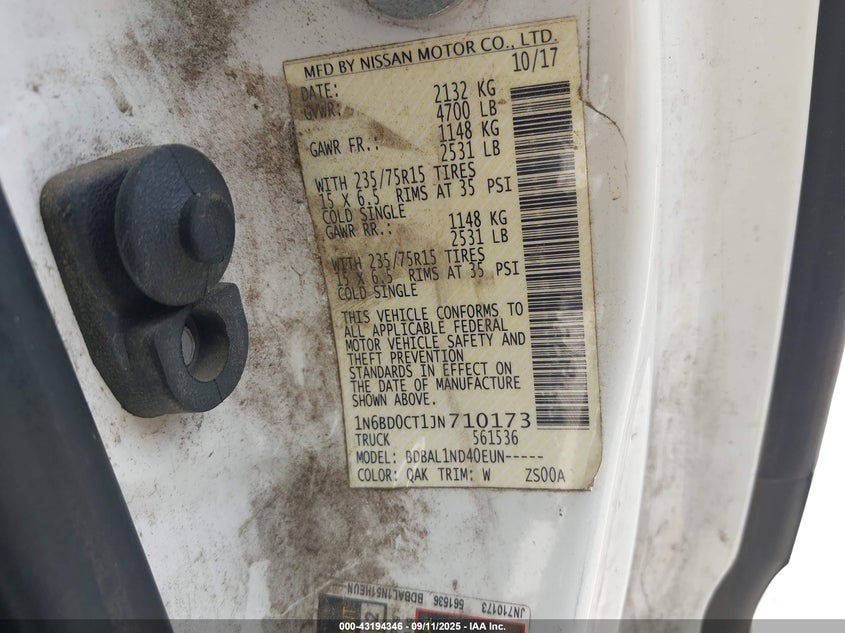 MFD BY NISSAN MOTOR CO., LTD.
DATE: 10/17
GVWR: 2132 KG
4700 LB
GAWR FR.: 1148 KG
2531 LB
WITH 235/75R15 TIRES
15 X 6.5 RIMS AT 35 PSI
COLD SINGLE
GAWR RR.: 1148 KG
2531 LB
WITH 235/75R15 TIRES
15 X 6.5 RIMS AT 35 PSI
COLD SINGLE
THIS VEHICLE CONFORMS TO
ALL APPLICABLE FEDERAL
MOTOR VEHICLE SAFETY AND
THEFT PREVENTION
STANDARDS IN EFFECT ON
THE DATE OF MANUFACTURE
SHOWN ABOVE.
1N6BD0CT1JN710173
TRUCK 561536
MODEL: BDBAL1ND40EUN-----
COLOR: QAK TRIM: W ZS00A
JN710173
561536 BDBAL1N51HEUN
000-43194346 - 09/11/2025 - IAA Inc.